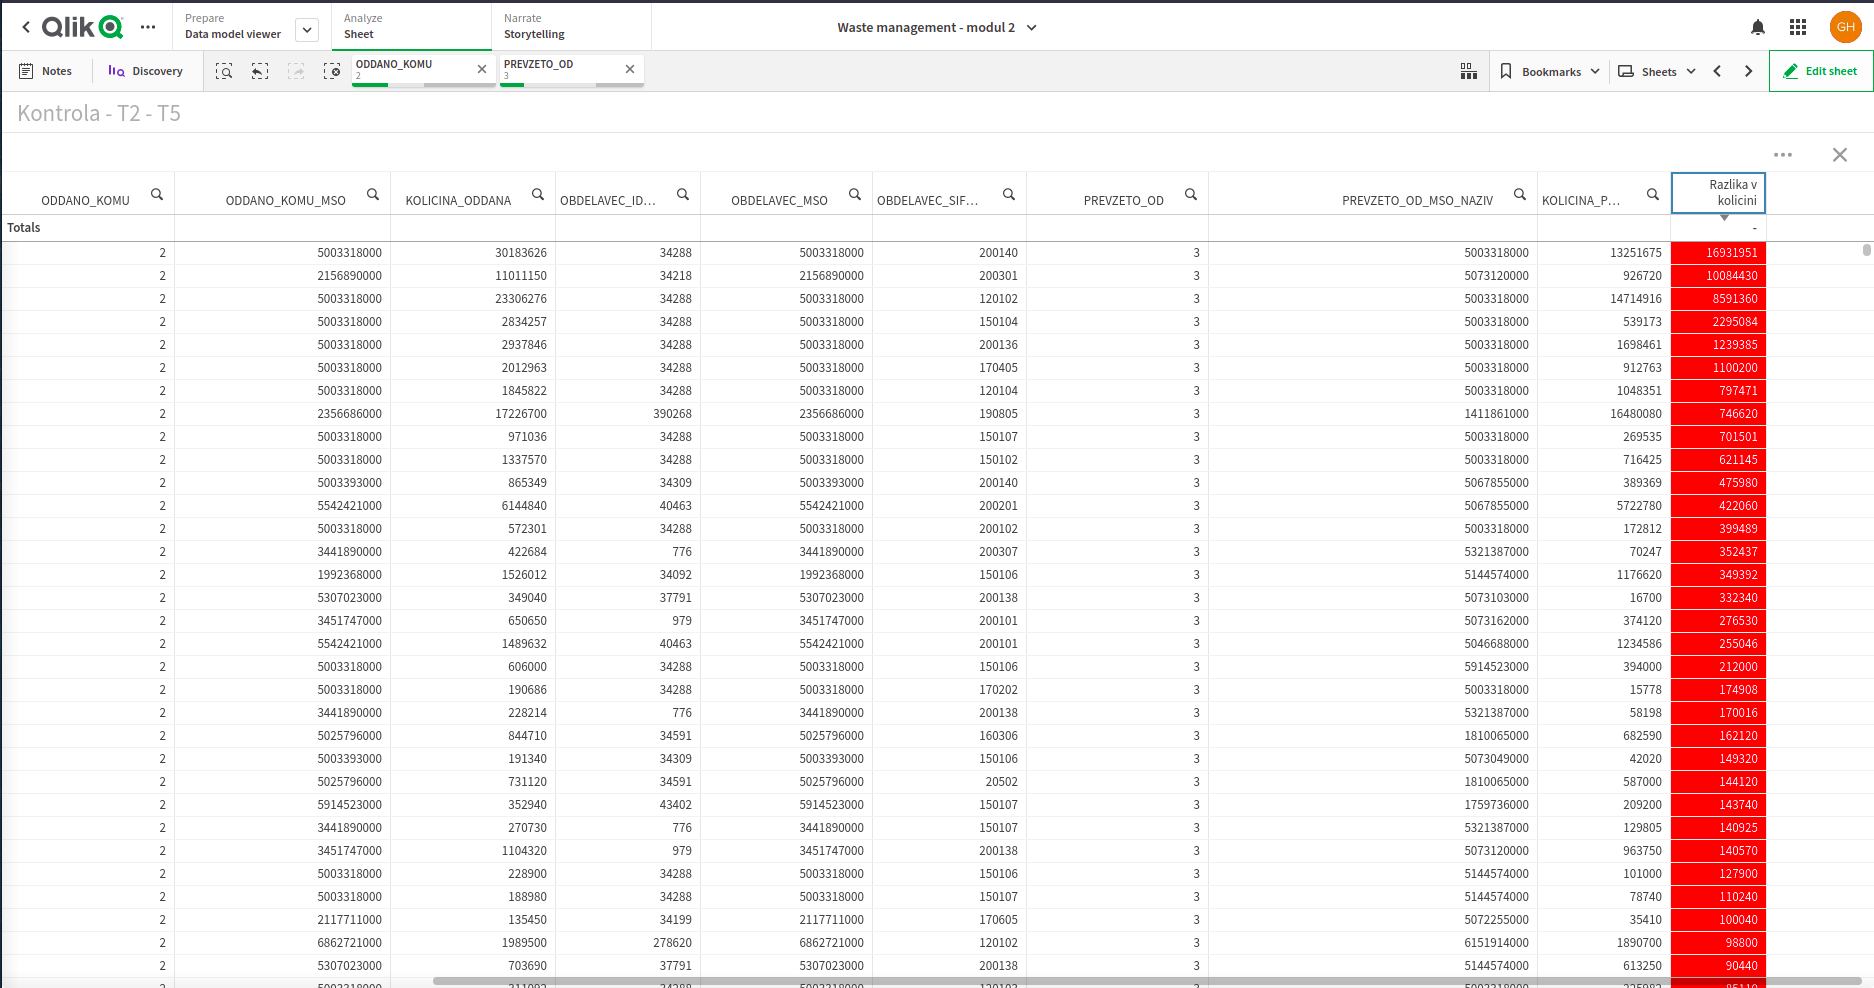 Qlik
Prepare
Data model viewer
Analyze
Sheet
Narrate
Storytelling
Waste management - modul 2
GH
Notes
Discovery
ODDANO_KOMU
2
PREVZETO_OD
3
Bookmarks
Sheets
Edit sheet
Kontrola - T2 - T5
ODDANO_KOMU ODDANO_KOMU_MSO KOLICINA_ODDANA OBDELAVEC_ID... OBDELAVEC_MSO OBDELAVEC_SIF... PREVZETO_OD PREVZETO_OD_MSO_NAZIV KOLICINA_P... Razlika v
kolicini
Totals -
2 5003318000 30183626 34288 5003318000 200140 3 5003318000 13251675 16931951
2 2156890000 11011150 34218 2156890000 200301 3 5073120000 926720 10084430
2 5003318000 23306276 34288 5003318000 120102 3 5003318000 14714916 8591360
2 5003318000 2834257 34288 5003318000 150104 3 5003318000 539173 2295084
2 5003318000 2937846 34288 5003318000 200136 3 5003318000 1698461 1239385
2 5003318000 2012963 34288 5003318000 170405 3 5003318000 912763 1100200
2 5003318000 1845822 34288 5003318000 120104 3 5003318000 1048351 797471
2 2356686000 17226700 390268 2356686000 190805 3 1411861000 16480080 746620
2 5003318000 971036 34288 5003318000 150107 3 5003318000 269535 701501
2 5003318000 1337570 34288 5003318000 150102 3 5003318000 716425 621145
2 5003393000 865349 34309 5003393000 200140 3 5067855000 389369 475980
2 5542421000 6144840 40463 5542421000 200201 3 5067855000 5722780 422060
2 5003318000 572301 34288 5003318000 200102 3 5003318000 172812 399489
2 3441890000 422684 776 3441890000 200307 3 5321387000 70247 352437
2 1992368000 1526012 34092 1992368000 150106 3 5144574000 1176620 349392
2 5307023000 349040 37791 5307023000 200138 3 5073103000 16700 332340
2 3451747000 650650 979 3451747000 200101 3 5073162000 374120 276530
2 5542421000 1489632 40463 5542421000 200101 3 5046688000 1234586 255046
2 5003318000 606000 34288 5003318000 150106 3 5914523000 394000 212000
2 5003318000 190686 34288 5003318000 170202 3 5003318000 15778 174908
2 3441890000 228214 776 3441890000 200138 3 5321387000 58198 170016
2 5025796000 844710 34591 5025796000 160306 3 1810065000 682590 162120
2 5003393000 191340 34309 5003393000 150106 3 5073049000 42020 149320
2 5025796000 731120 34591 5025796000 20502 3 1810065000 587000 144120
2 5914523000 352940 43402 5914523000 150107 3 1759736000 209200 143740
2 3441890000 270730 776 3441890000 150107 3 5321387000 129805 140925
2 3451747000 1104320 979 3451747000 200138 3 5073120000 963750 140570
2 5003318000 228900 34288 5003318000 150106 3 5144574000 101000 127900
2 5003318000 188980 34288 5003318000 150107 3 5144574000 78740 110240
2 2117711000 135450 34199 2117711000 170605 3 5072255000 35410 100040
2 6862721000 1989500 278620 6862721000 120102 3 6151914000 1890700 98800
2 5307023000 703690 37791 5307023000 200138 3 5144574000 613250 90440